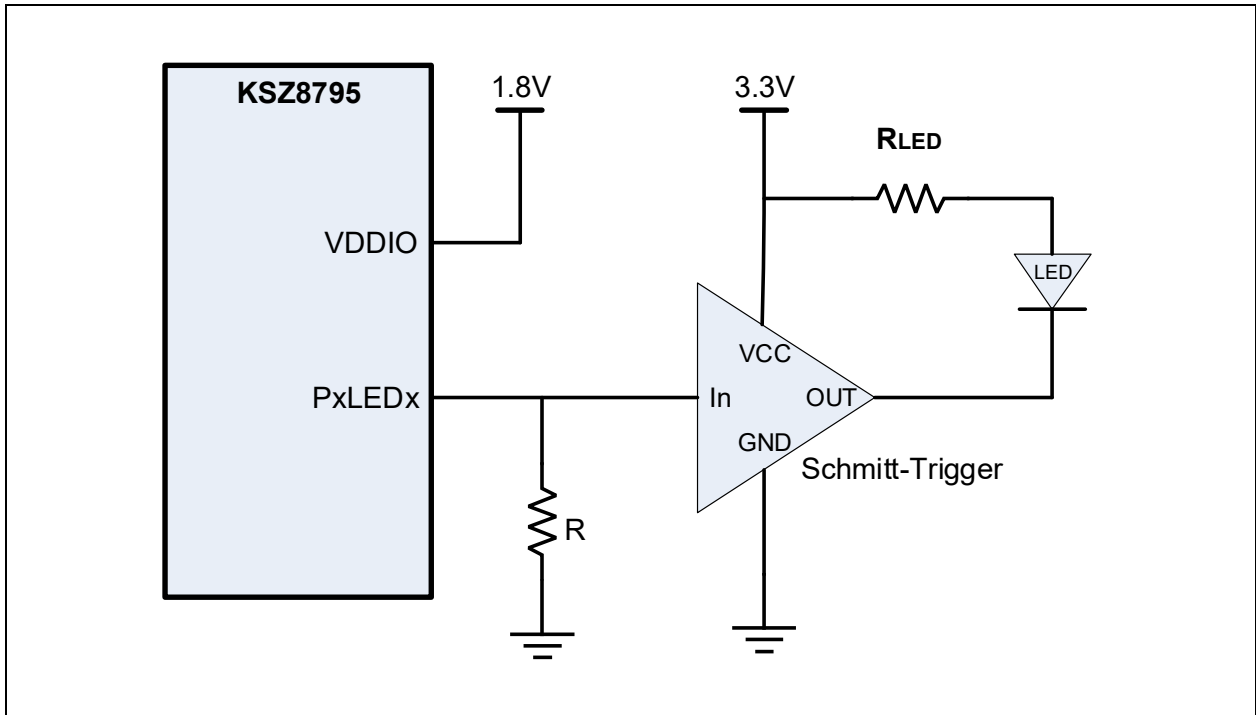 KSZ8795
1.8V
3.3V
RLED
VDDIO
LED
VCC
PxLEDx
In
OUT
GND
Schmitt-Trigger
R